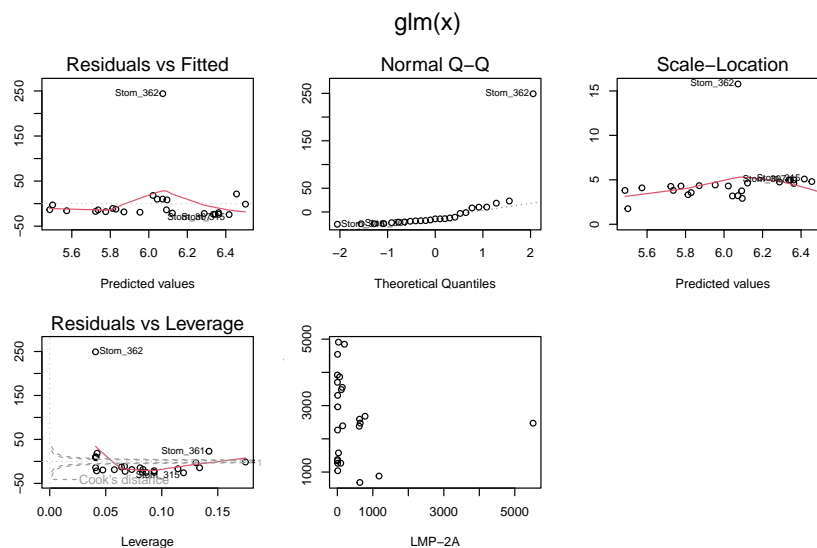 glm(x)
Residuals vs Fitted
Normal Q−Q
Scale−Location
250
150
50
0
−50
Stom_362
5.6
5.8
6.0
6.2
6.4
Predicted values
250
150
50
0
Stom_362
−2
−1
0
1
2
Theoretical Quantiles
15
10
5
0
Stom_362
5.6
5.8
6.0
6.2
6.4
Predicted values
Residuals vs Leverage
250
150
50
0
−50
Stom_362
Stom_361
Stom_315
Cook's distance
1
0.00
0.05
0.10
0.15
Leverage
5000
3000
1000
0
1000
3000
5000
LMP−2A